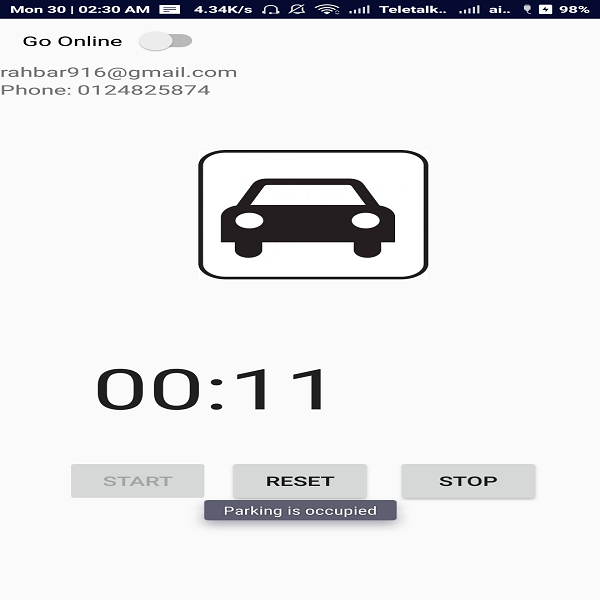 Mon 30 | 02:30 AM 4.34K/s Teletalk.. ai.. 98%
Go Online
rahbar916@gmail.com
Phone: 0124825874
00:11
START RESET STOP
Parking is occupied